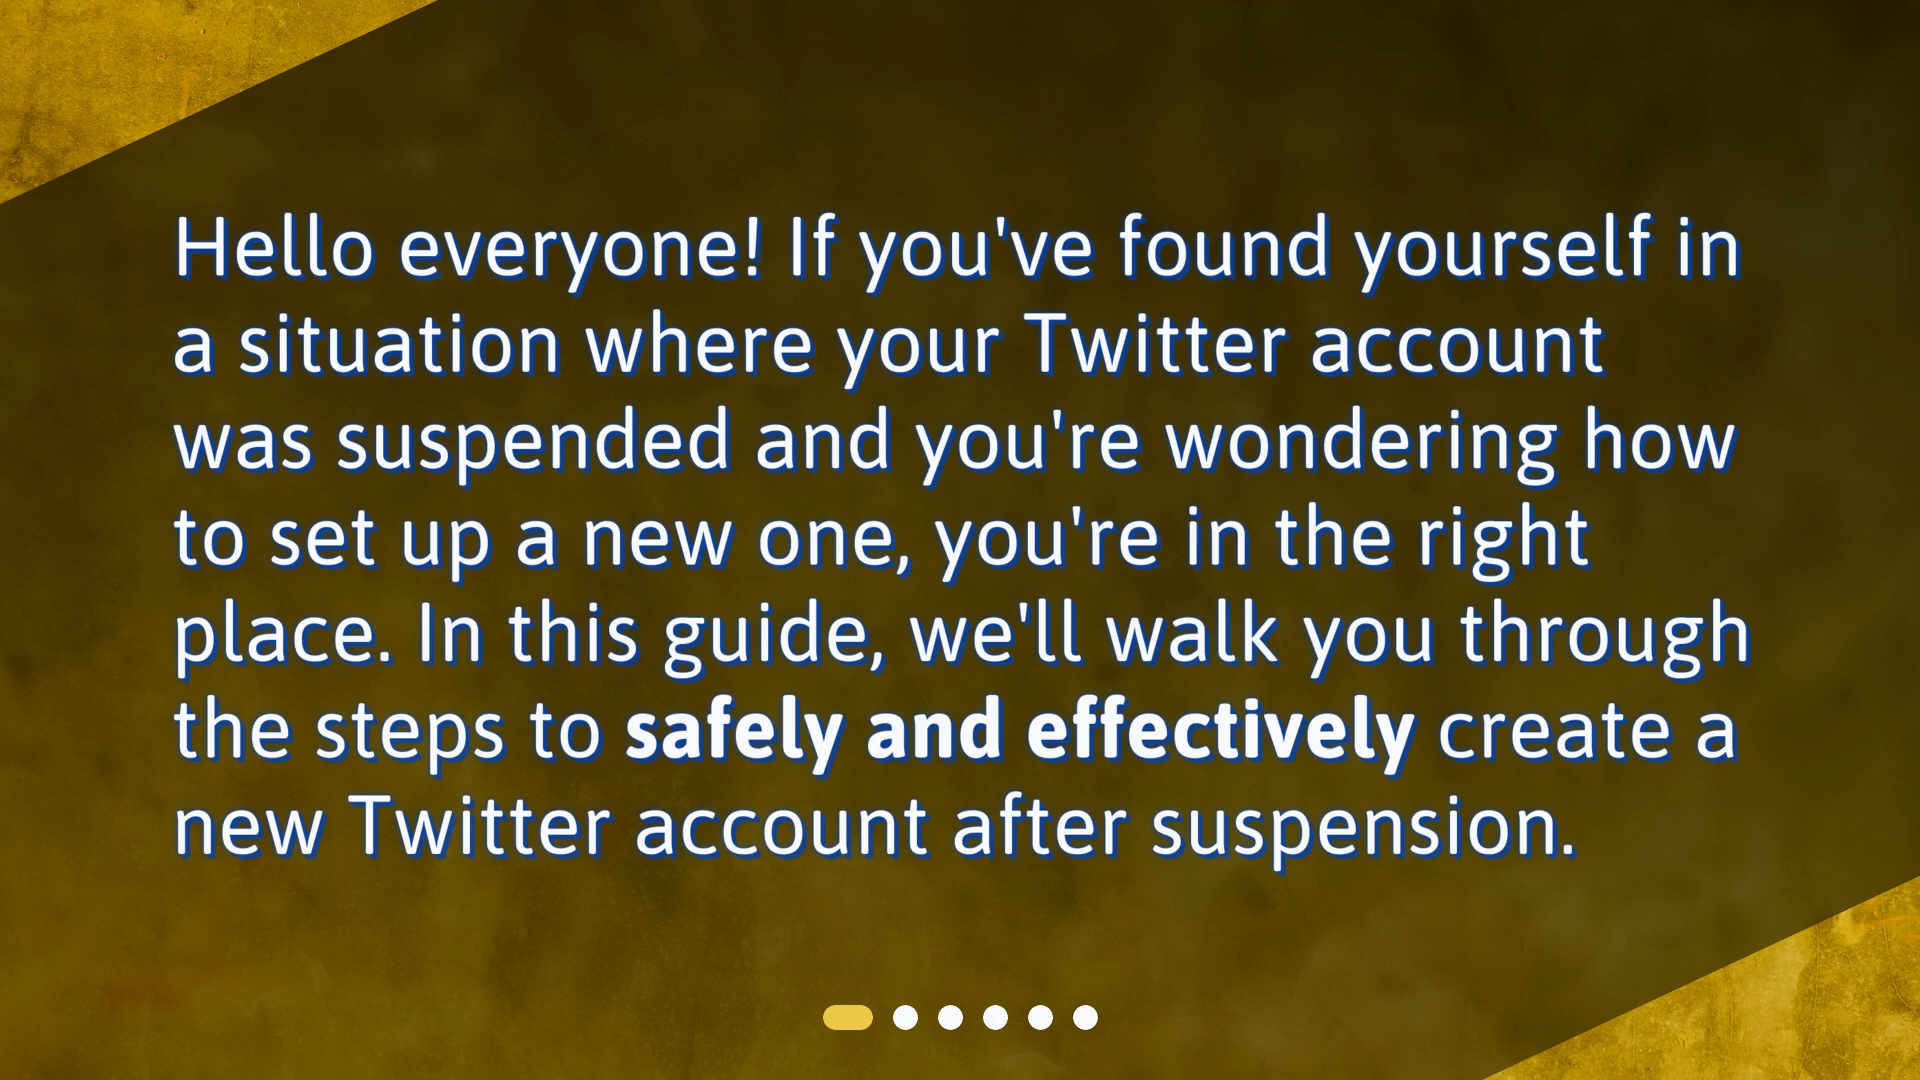 Hello everyone! If you've found yourself in
a situation where your Twitter account
was suspended and you're wondering how
to set up a new one, you're in the right
place. In this guide, we'll walk you through
the steps to safely and effectively create a
new Twitter account after suspension.